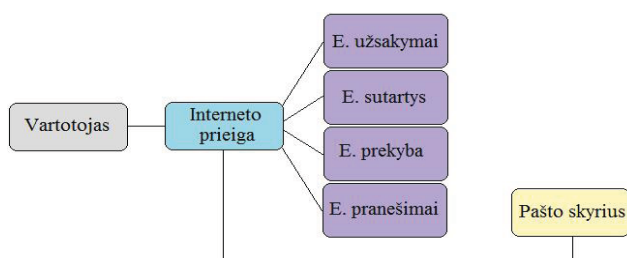 E. užsakymai
E. sutartys
Vartotojas
Interneto
prieiga
E. prekyba
E. pranešimai
Pašto skyrius